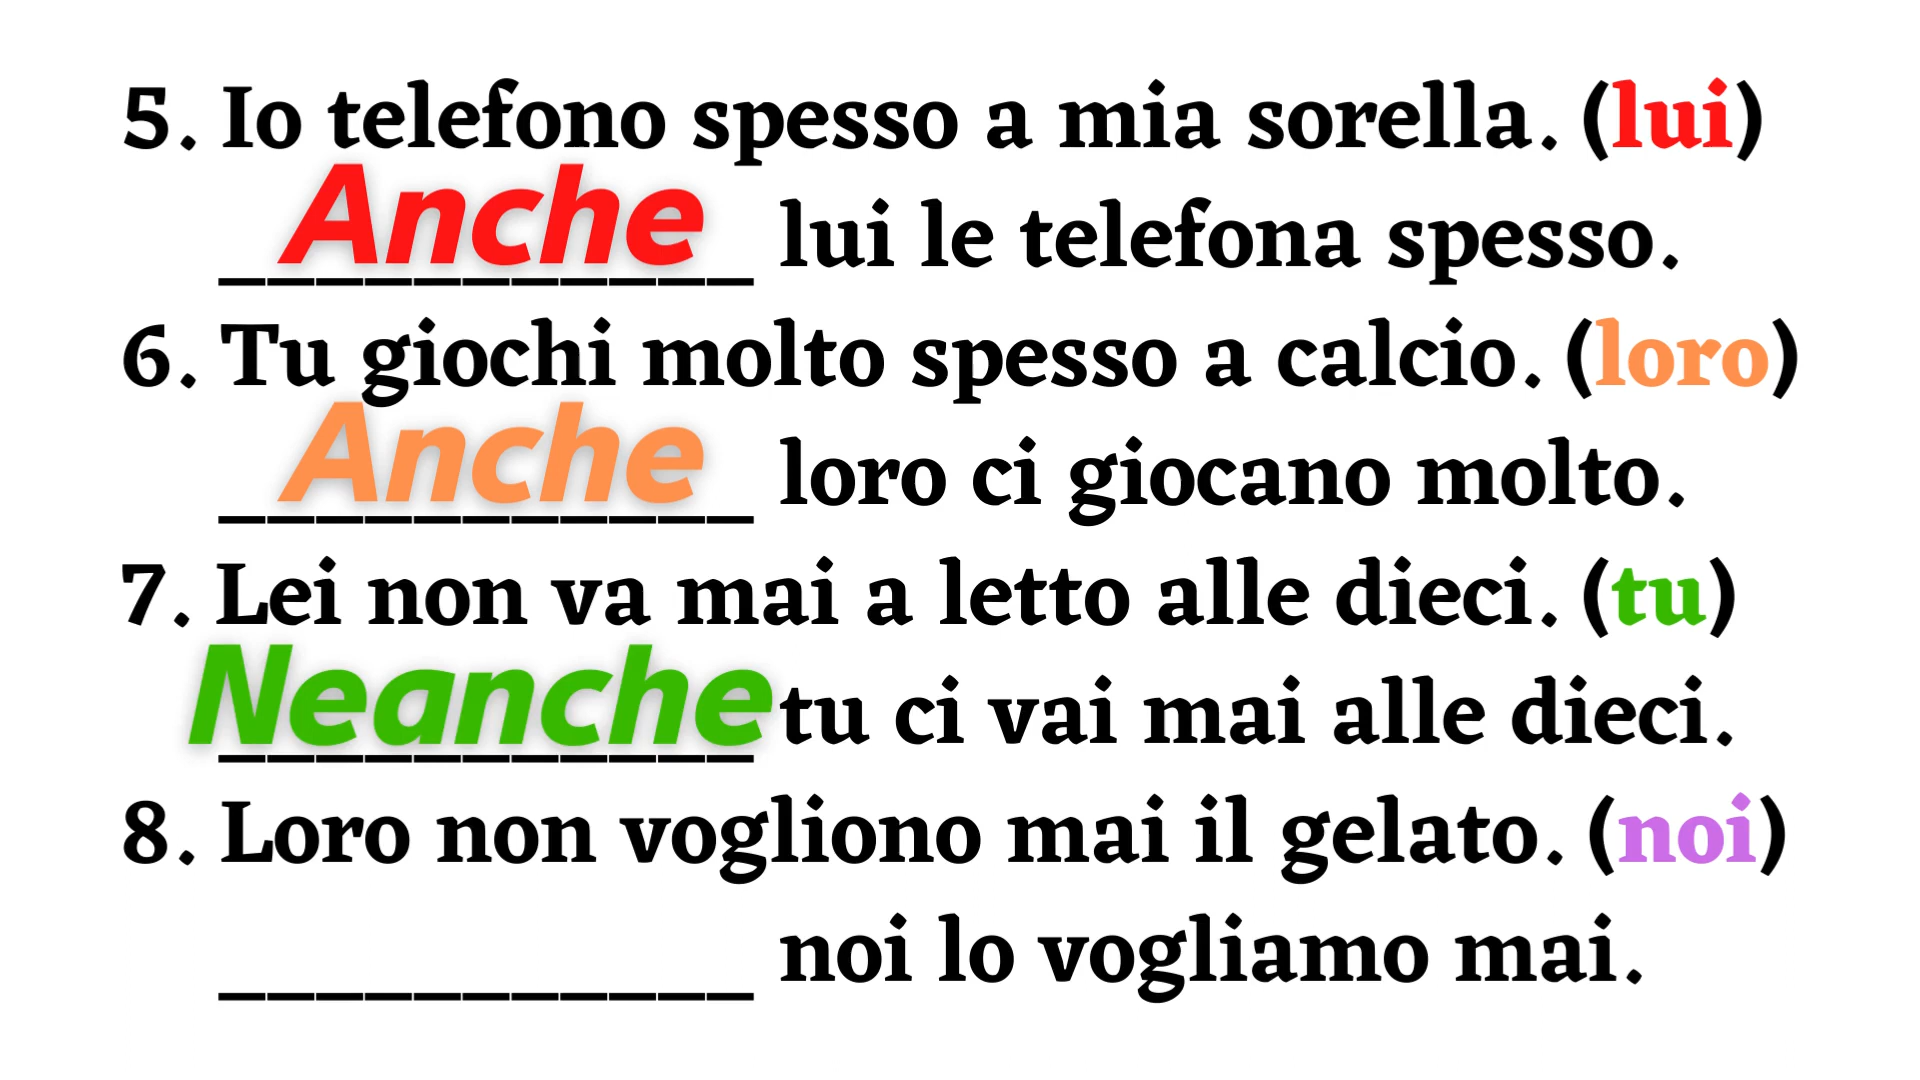 5. Io telefono spesso a mia sorella. (lui)
Anche lui le telefona spesso.
6. Tu giochi molto spesso a calcio. (loro)
Anche loro ci giocano molto.
7. Lei non va mai a letto alle dieci. (tu)
Neanche tu ci vai mai alle dieci.
8. Loro non vogliono mai il gelato. (noi)
___________ noi lo vogliamo mai.